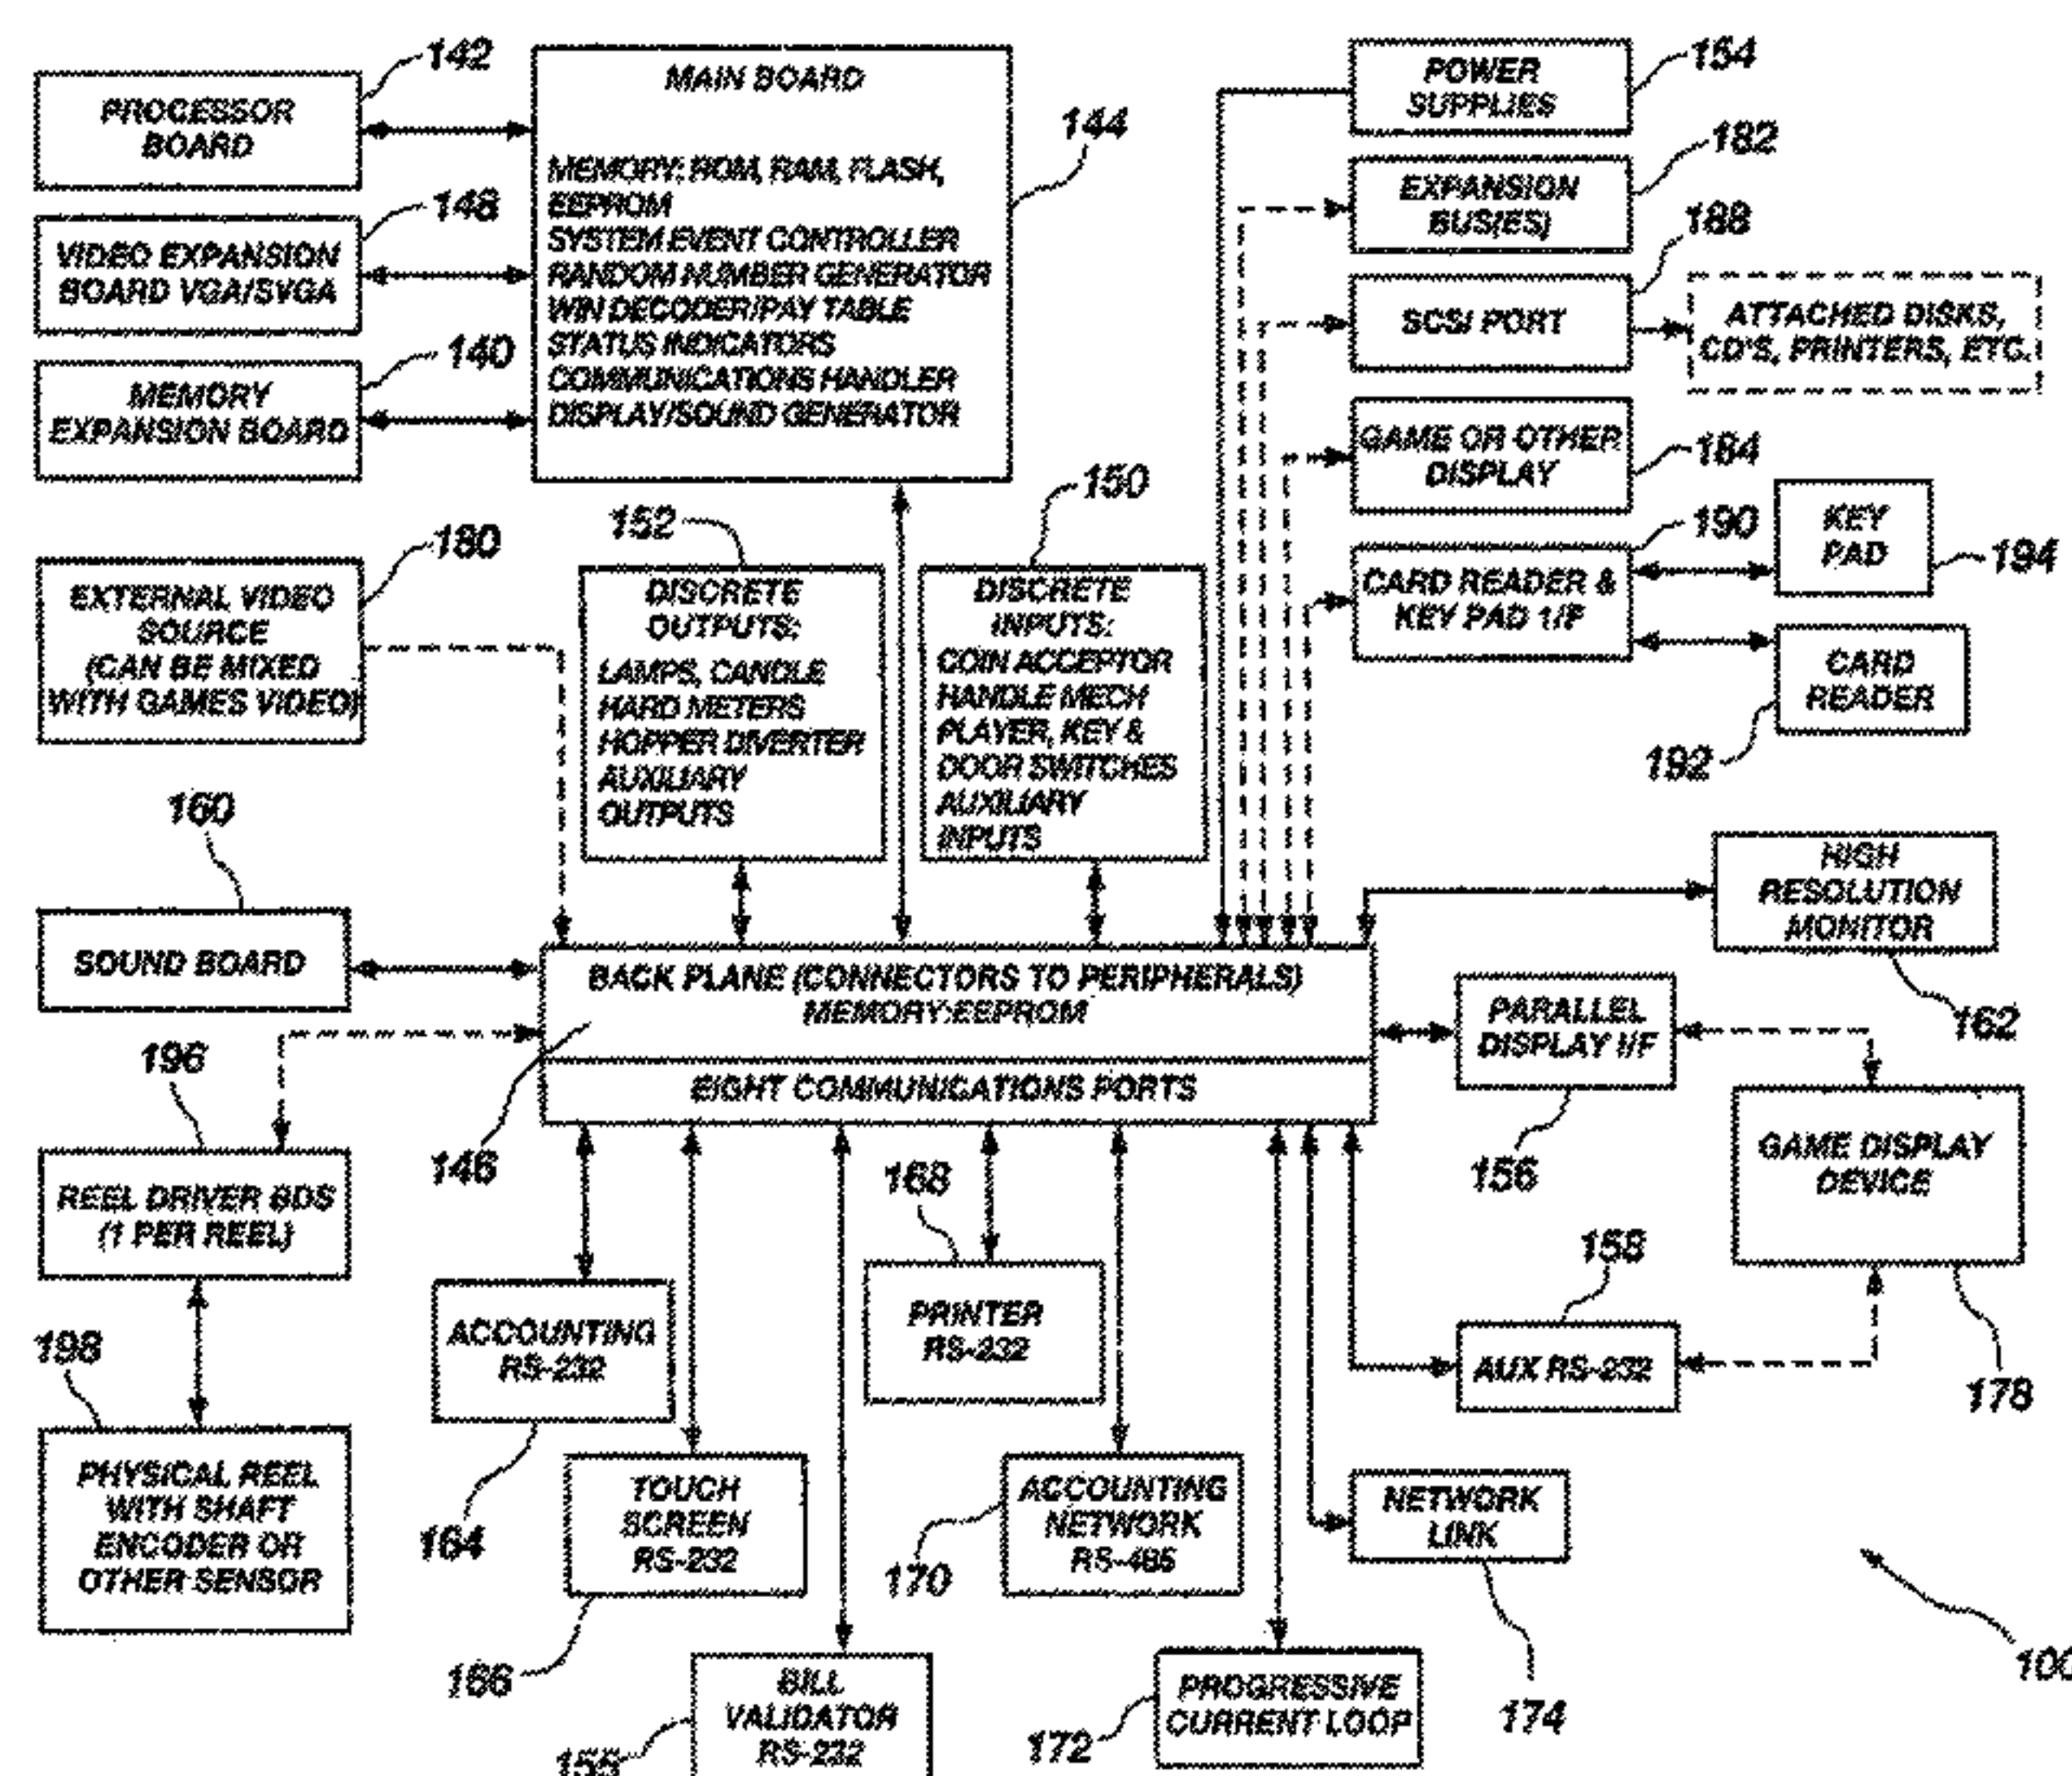 142
PROCESSOR
BOARD
148
VIDEO EXPANSION
BOARD VGA/SVGA
140
MEMORY
EXPANSION BOARD
MAIN BOARD
144
MEMORY: ROM, RAM, FLASH,
EEPROM
SYSTEM EVENT CONTROLLER
RANDOM NUMBER GENERATOR
WIN DECODER/PAY TABLE
STATUS INDICATORS
COMMUNICATIONS HANDLER
DISPLAY/SOUND GENERATOR
POWER
SUPPLIES
154
EXPANSION
BUS(ES)
182
SCSI PORT
188
ATTACHED DISKS,
CD'S, PRINTERS, ETC.
GAME OR OTHER
DISPLAY
184
CARD READER &
KEY PAD 1/F
190
KEY
PAD
194
CARD
READER
192
180
EXTERNAL VIDEO
SOURCE
(CAN BE MIXED
WITH GAMES VIDEO)
152
DISCRETE
OUTPUTS:
LAMPS, CANDLE
HARD METERS
HOPPER DIVERTER
AUXILIARY
OUTPUTS
150
DISCRETE
INPUTS:
COIN ACCEPTOR
HANDLE MECH
PLAYER, KEY &
DOOR SWITCHES
AUXILIARY
INPUTS
160
SOUND BOARD
BACK PLANE (CONNECTORS TO PERIPHERALS)
MEMORY:EEPROM
EIGHT COMMUNICATIONS PORTS
146
HIGH
RESOLUTION
MONITOR
162
PARALLEL
DISPLAY I/F
156
GAME DISPLAY
DEVICE
178
158
AUX RS-232
196
REEL DRIVER BDS
(1 PER REEL)
198
PHYSICAL REEL
WITH SHAFT
ENCODER OR
OTHER SENSOR
ACCOUNTING
RS-232
164
TOUCH
SCREEN
RS-232
166
BILL
VALIDATOR
RS-232
155
168
PRINTER
RS-232
ACCOUNTING
NETWORK
RS-485
170
PROGRESSIVE
CURRENT LOOP
172
NETWORK
LINK
174
100